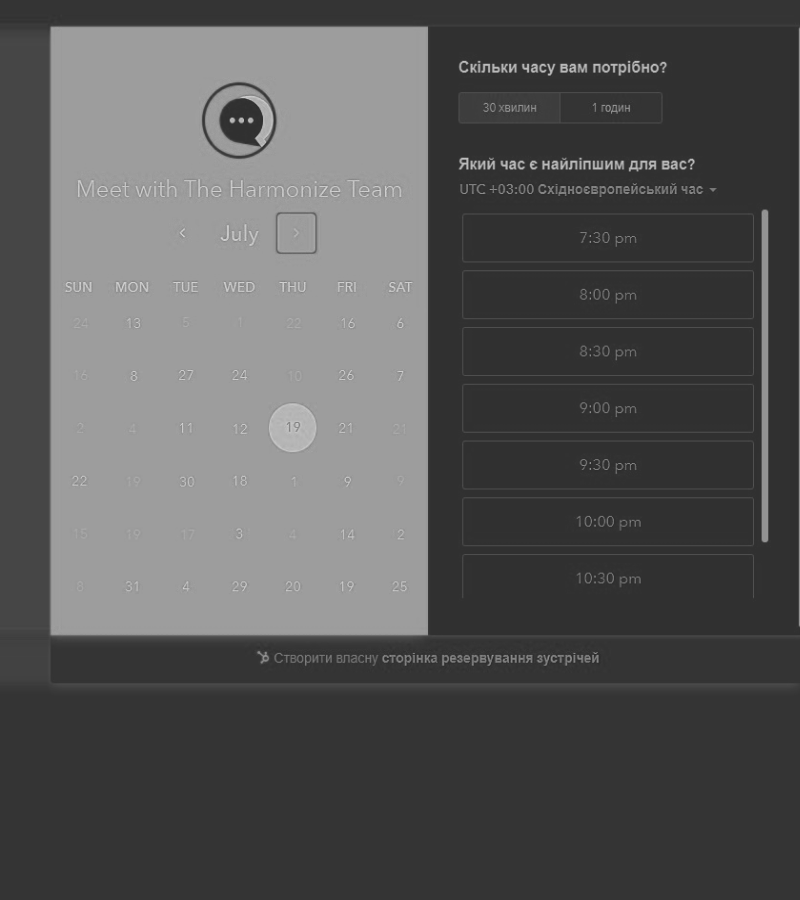 Meet with The Harmonize Team
July
SUN MON TUE WED THU FRI SAT
24 13 5 1 22 16 6
16 8 27 24 10 26 7
2 4 11 12 19 21 21
22 19 30 18 1 9 9
15 19 17 3 4 14 2
6 31 4 29 20 19 25
Скільки часу вам потрібно?
30 хвилин 1 годин
Який час є найліпшим для вас?
UTC +03:00 Східноєвропейський час
7:30 pm
8:00 pm
8:30 pm
9:00 pm
9:30 pm
10:00 pm
10:30 pm
Створити власну сторінка резервування зустрічей